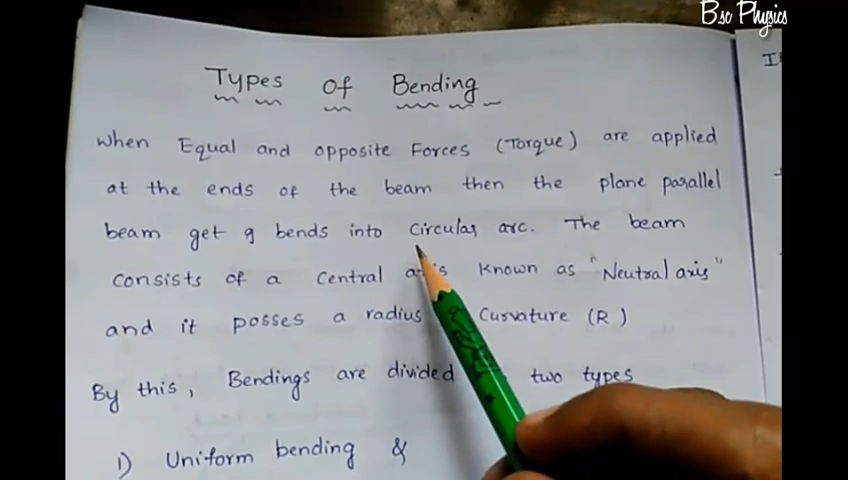 Bsc Physics
Types of Bending
When Equal and opposite Forces (Torque) are applied
at the ends of the beam then the plane parallel
beam get g bends into Circular arc. The beam
consists of a Central axis Known as "Neutral axis"
and it posses a radius Curvature (R)
By this, Bendings are divided two types
1) Uniform bending &